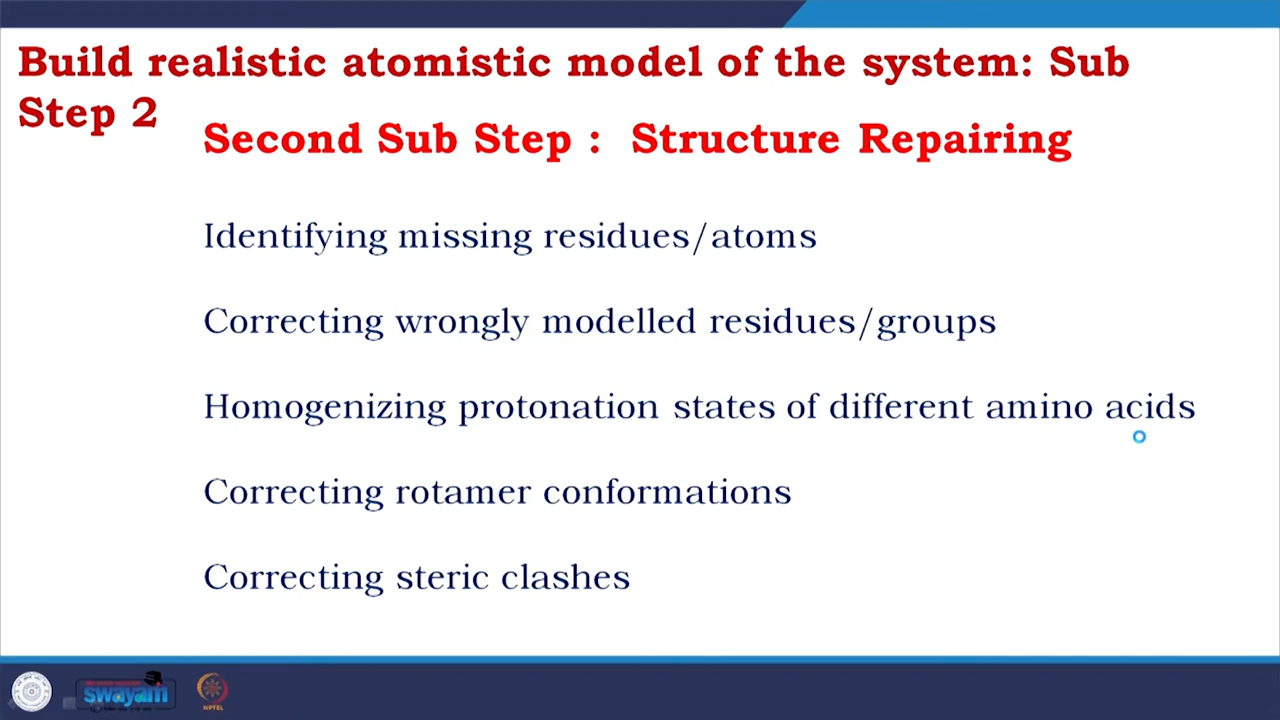 Build realistic atomistic model of the system: Sub
Step 2
Second Sub Step : Structure Repairing
Identifying missing residues/atoms
Correcting wrongly modelled residues/groups
Homogenizing protonation states of different amino acids
Correcting rotamer conformations
Correcting steric clashes
swayam
NPTEL